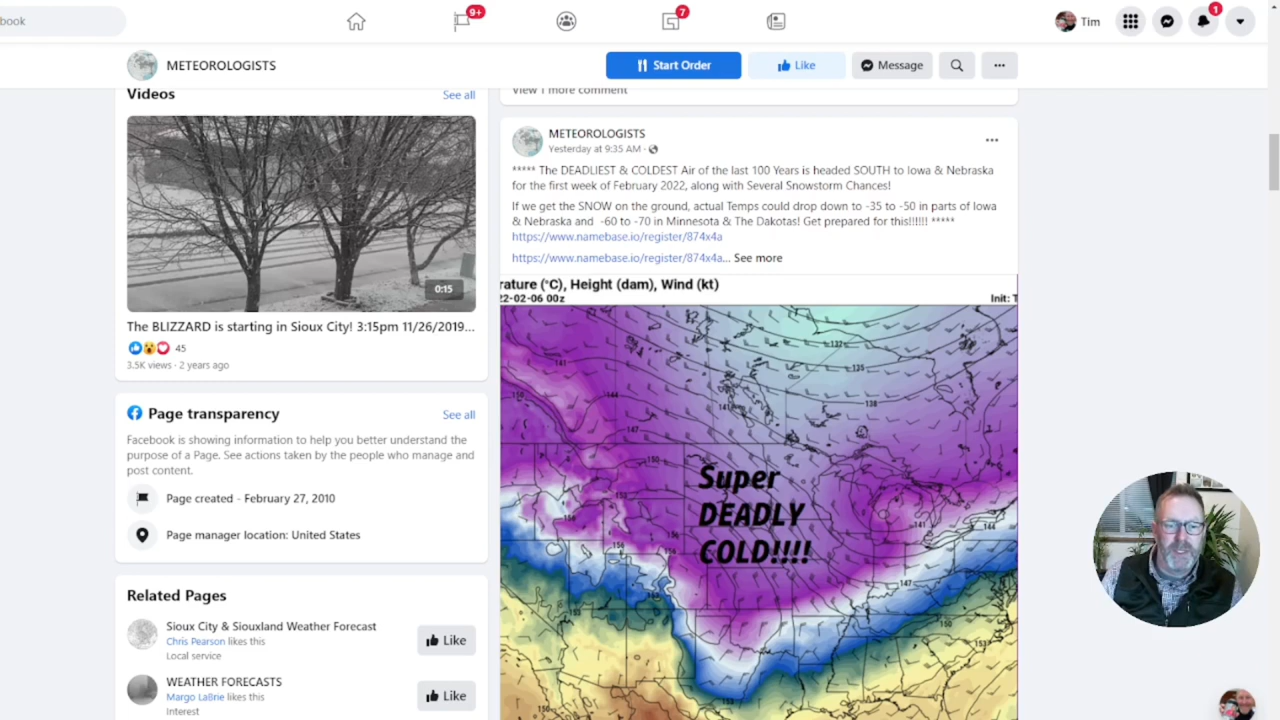 book
9+
7
Tim
1
METEOROLOGISTS
Start Order
Like
Message
Videos
See all
0:15
The BLIZZARD is starting in Sioux City! 3:15pm 11/26/2019...
45
3.5K views · 2 years ago
Page transparency
See all
Facebook is showing information to help you better understand the
purpose of a Page. See actions taken by the people who manage and
post content.
Page created - February 27, 2010
Page manager location: United States
Related Pages
Sioux City & Siouxland Weather Forecast
Chris Pearson likes this
Local service
Like
WEATHER FORECASTS
Margo LaBrie likes this
Interest
Like
View 1 more comment
METEOROLOGISTS
Yesterday at 9:35 AM ·
***** The DEADLIEST & COLDEST Air of the last 100 Years is headed SOUTH to Iowa & Nebraska
for the first week of February 2022, along with Several Snowstorm Chances!
If we get the SNOW on the ground, actual Temps could drop down to -35 to -50 in parts of Iowa
& Nebraska and -60 to -70 in Minnesota & The Dakotas! Get prepared for this!!!!!! *****
https://www.namebase.io/register/874x4a
https://www.namebase.io/register/874x4a... See more
rature (°C), Height (dam), Wind (kt)
22-02-06 00z
Init: T
Super
DEADLY
COLD!!!!